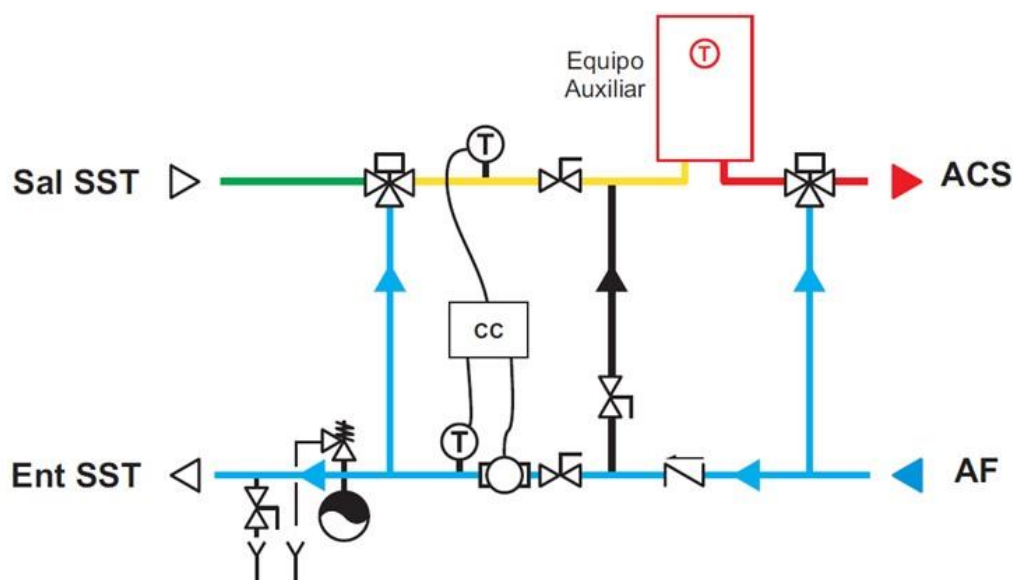 Equipo
Auxiliar
T
T
Sal SST
ACS
CC
T
Ent SST
AF